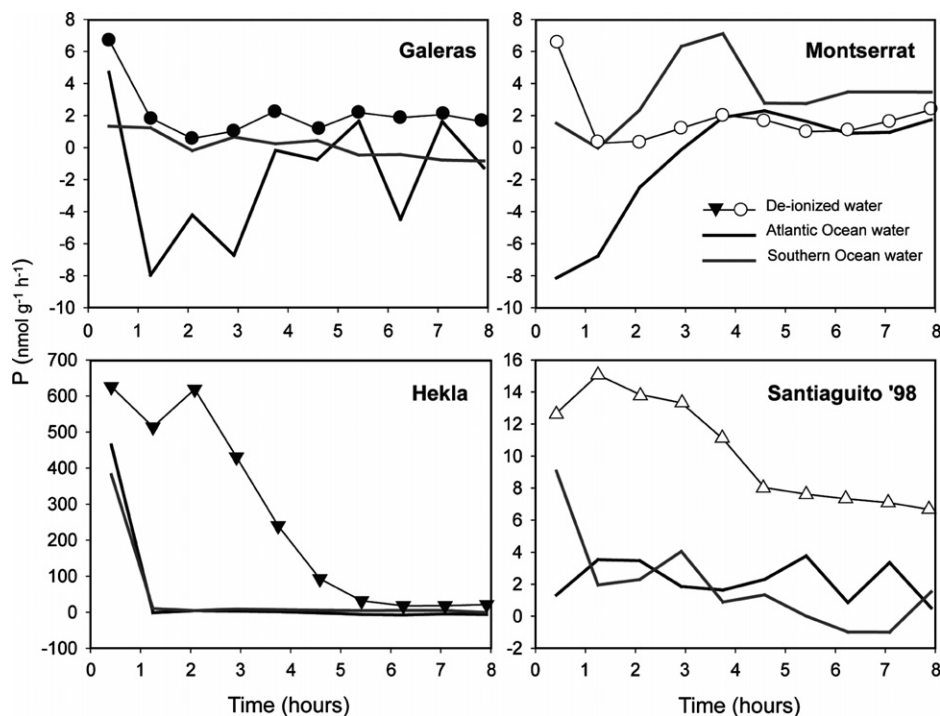 8
6
4
2
0
-2
-4
-6
-8
-10
Galeras
0 1 2 3 4 5 6 7 8
8
6
4
2
0
-2
-4
-6
-8
-10
Montserrat
De-ionized water
Atlantic Ocean water
Southern Ocean water
0 1 2 3 4 5 6 7 8
P (nmol g⁻¹ h⁻¹)
700
600
500
400
300
200
100
0
-100
Hekla
0 1 2 3 4 5 6 7 8
Time (hours)
16
14
12
10
8
6
4
2
0
-2
Santiaguito '98
0 1 2 3 4 5 6 7 8
Time (hours)